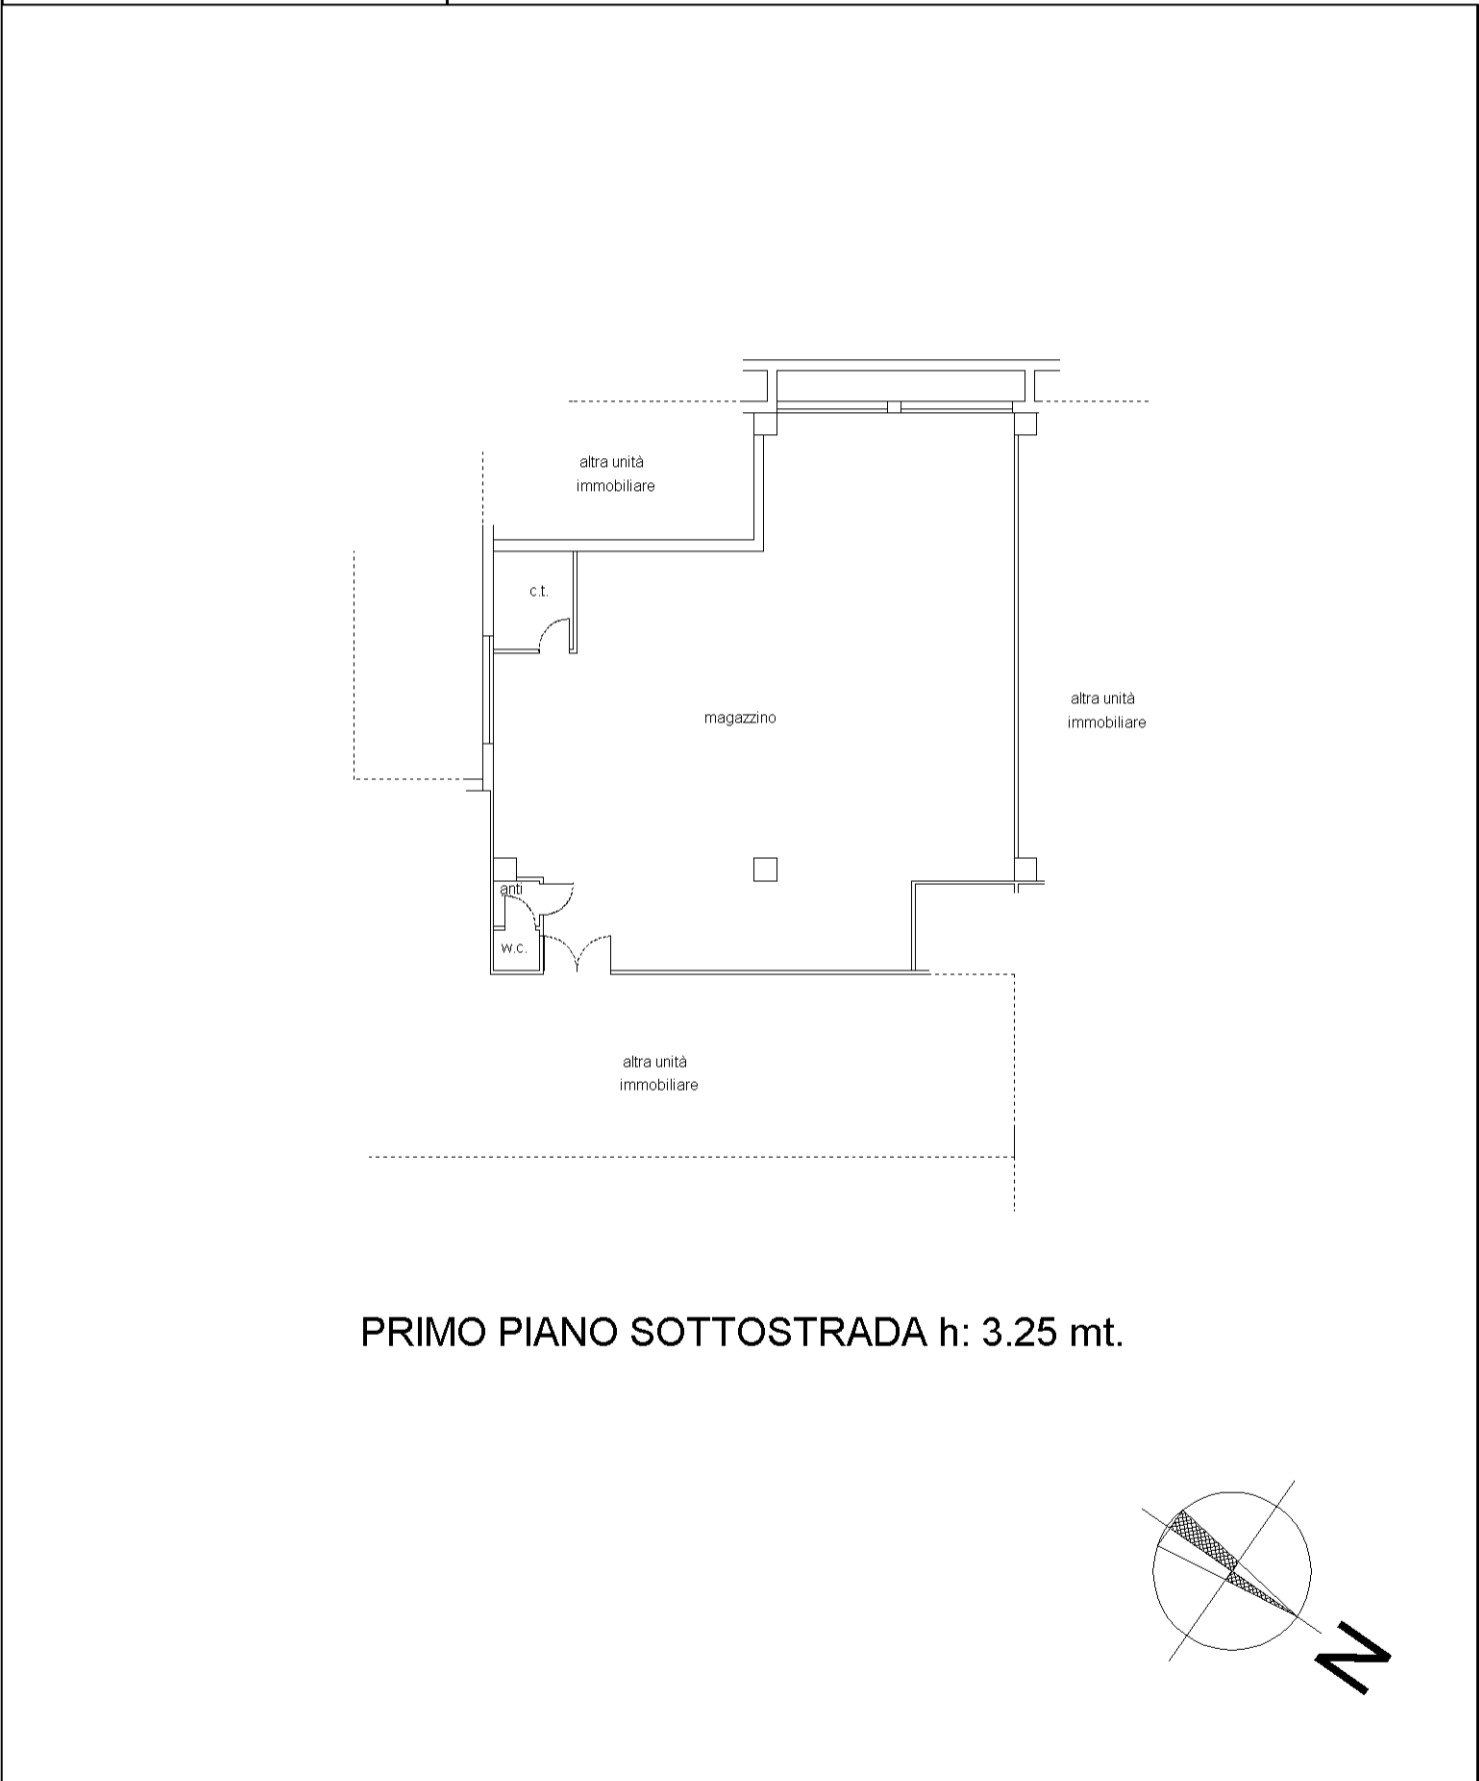 altra unità
immobiliare
c.t.
magazzino
altra unità
immobiliare
anti
w.c.
altra unità
immobiliare
PRIMO PIANO SOTTOSTRADA h: 3.25 mt.
N